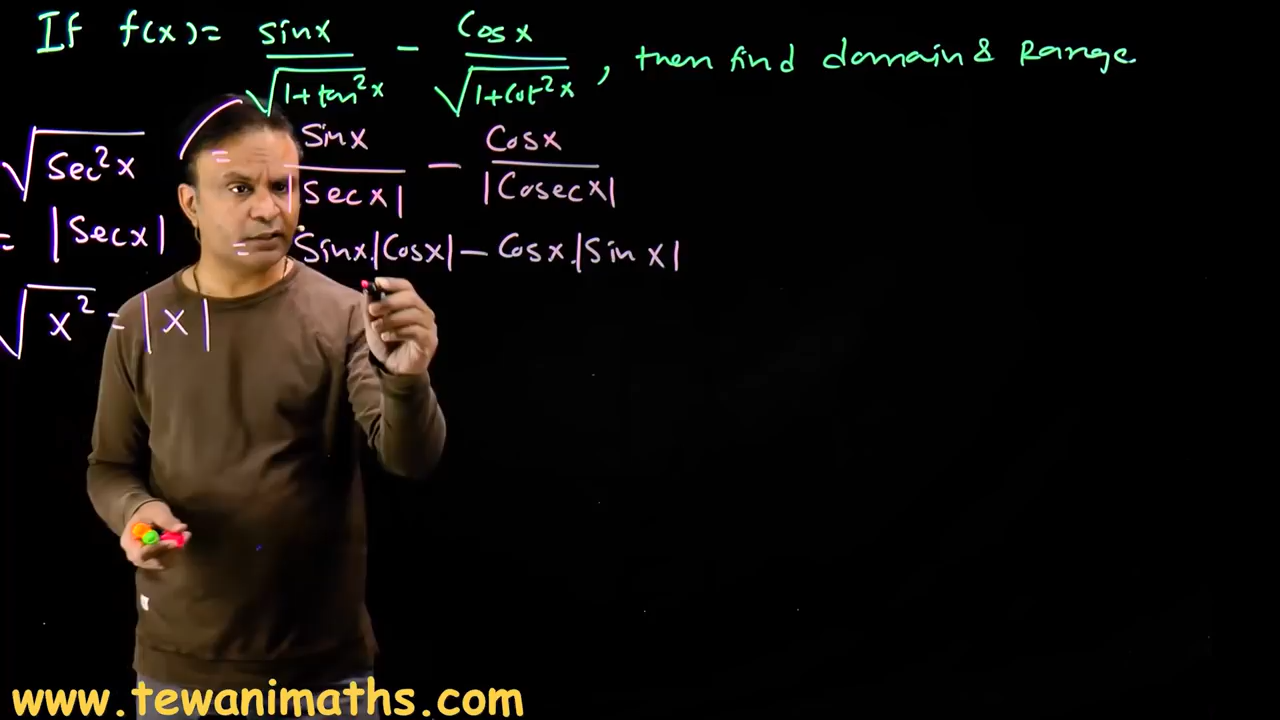 If f(x) = sinx / √(1+tan²x) − Cosx / √(1+Cot²x) , then find domain & Range.
√(Sec²x)
= |Secx|
√(x²) = |x|
= Sinx / |Secx| − Cosx / |Cosecx|
= Sinx.|Cosx| − Cosx.|Sinx|
www.tewanimaths.com